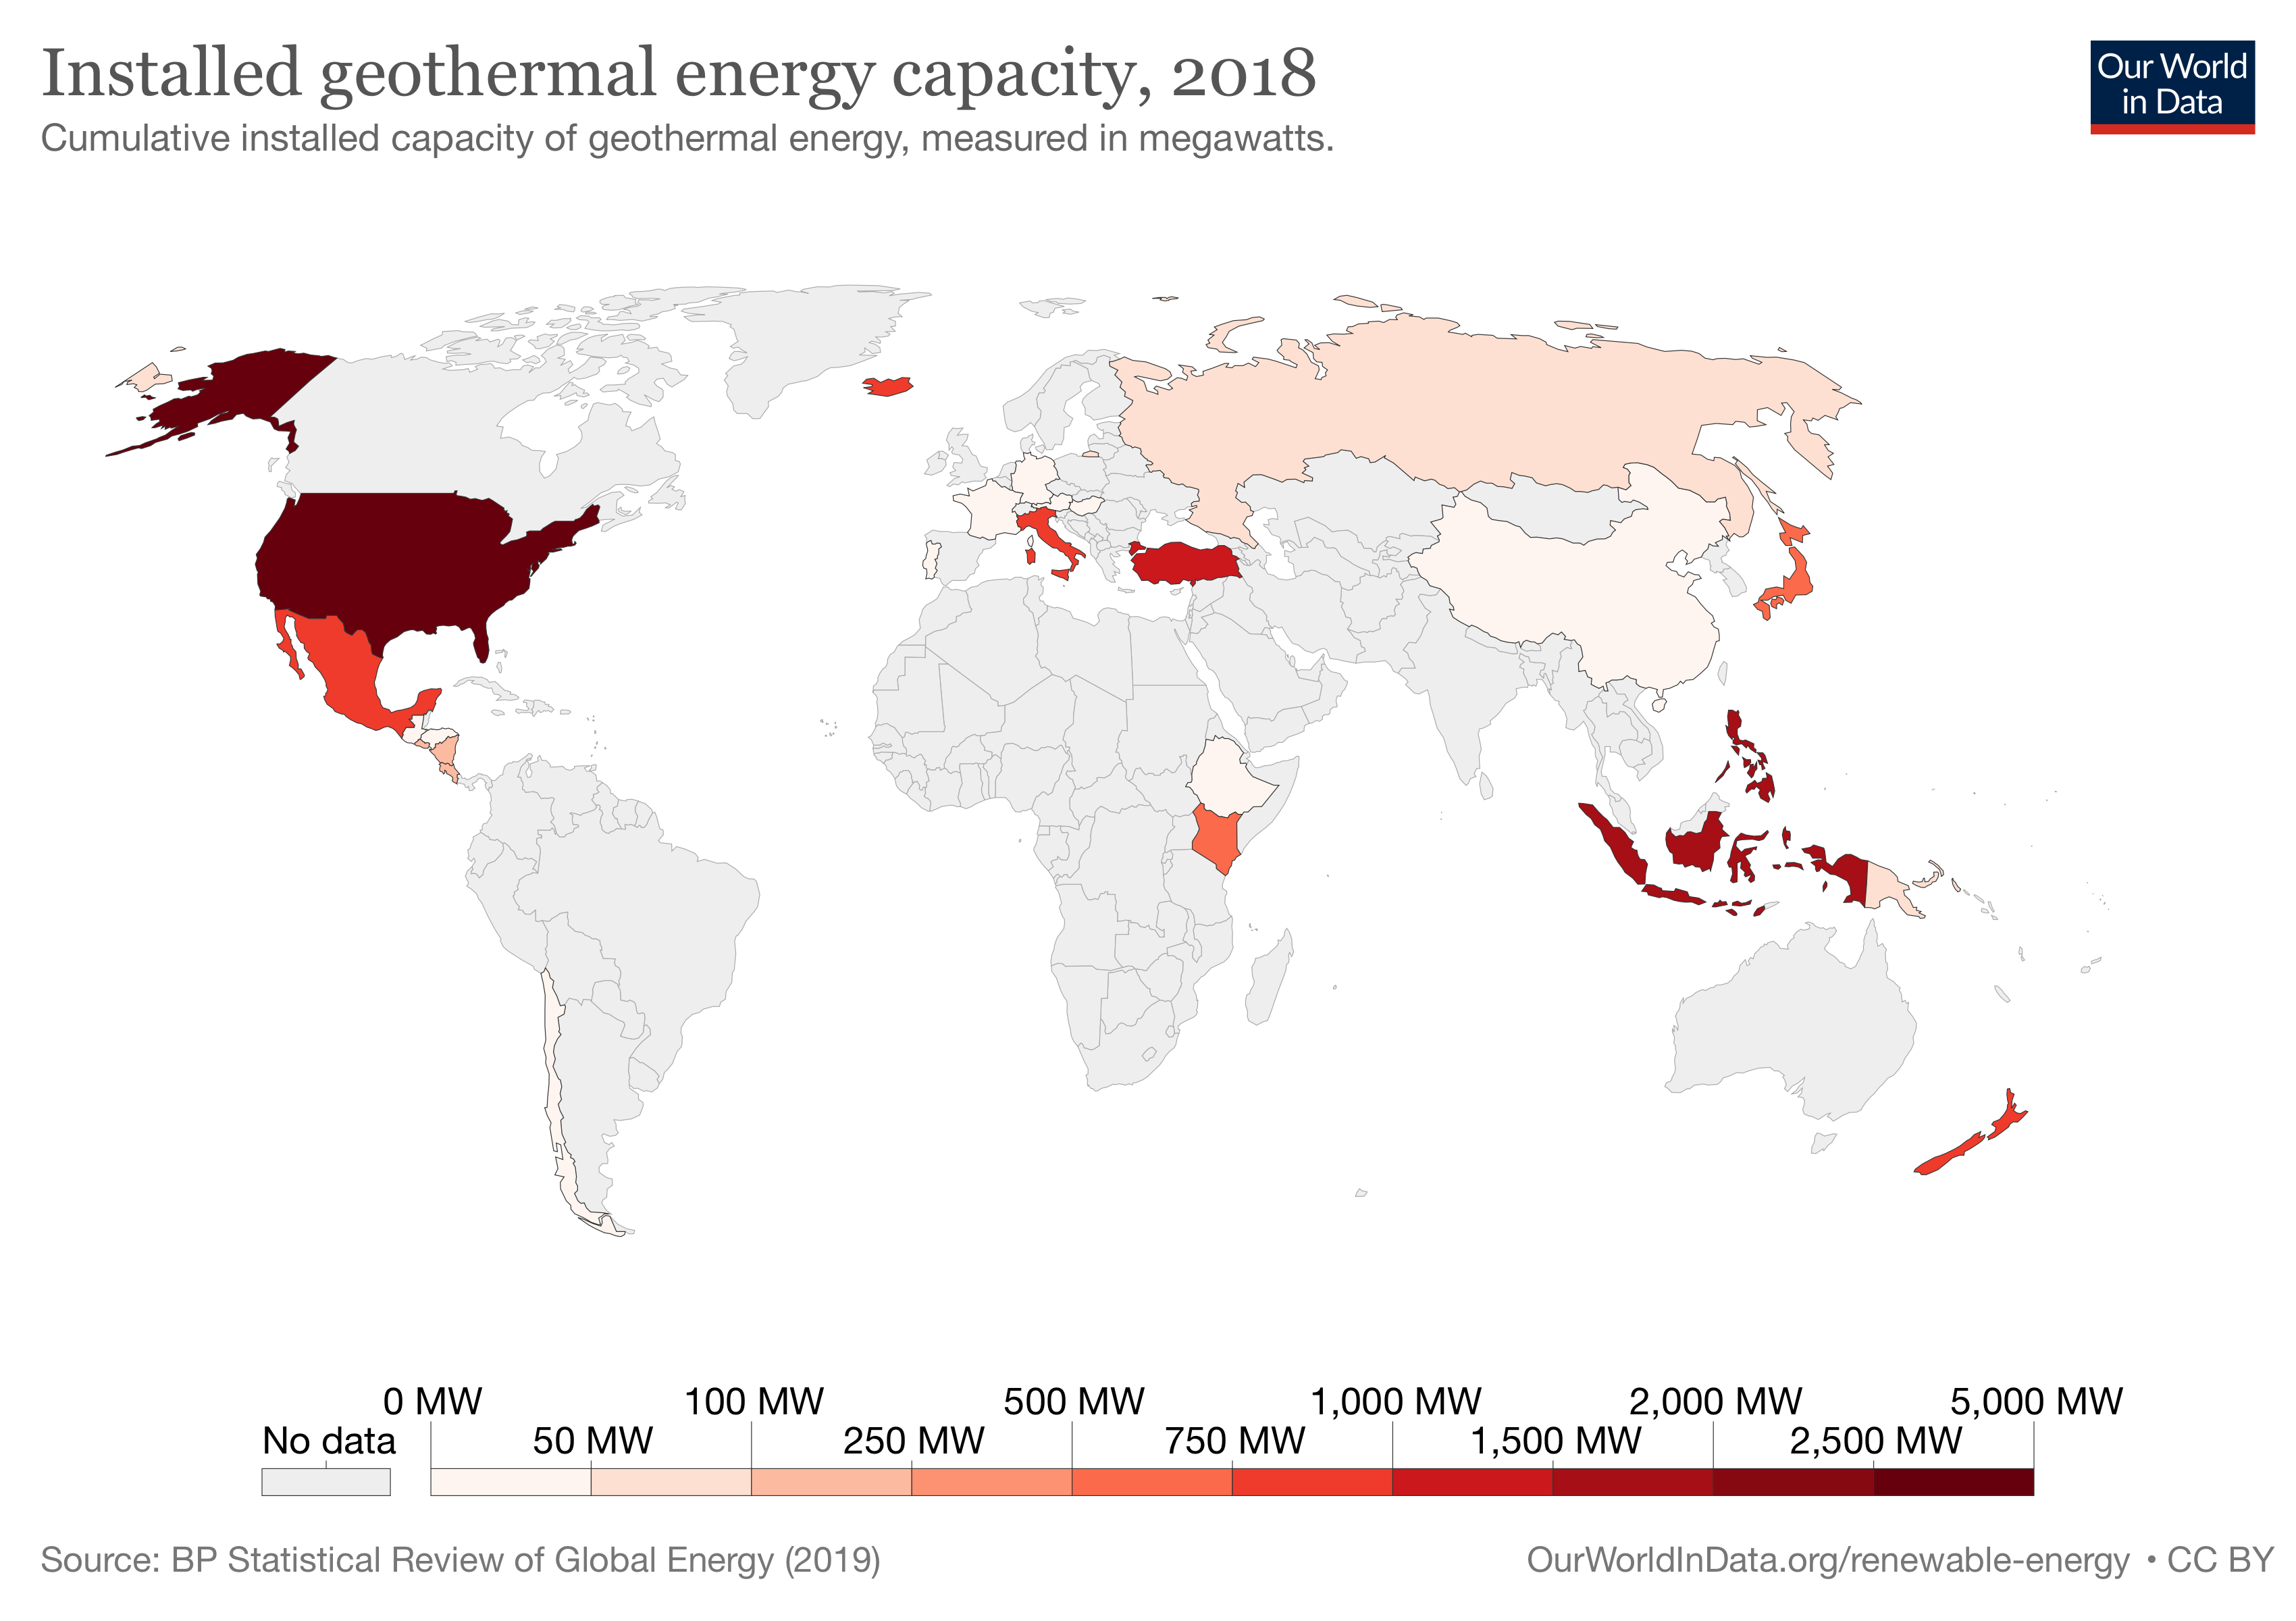 Installed geothermal energy capacity, 2018
Cumulative installed capacity of geothermal energy, measured in megawatts.
Our World
in Data
0 MW 100 MW 500 MW 1,000 MW 2,000 MW 5,000 MW
No data 50 MW 250 MW 750 MW 1,500 MW 2,500 MW
Source: BP Statistical Review of Global Energy (2019)
OurWorldInData.org/renewable-energy • CC BY